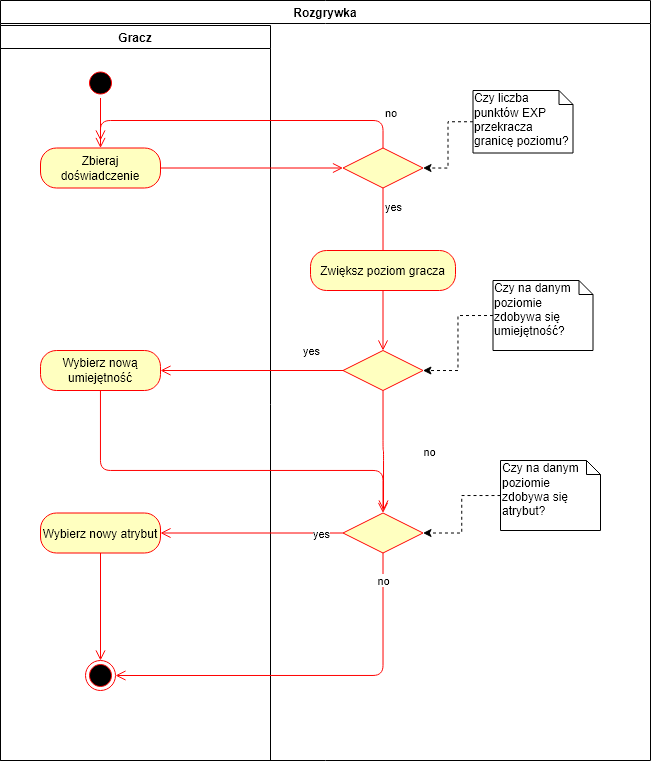 Rozgrywka
Gracz
Czy liczba
punktów EXP
przekracza
granicę poziomu?
no
Zbieraj
doświadczenie
yes
Zwiększ poziom gracza
Czy na danym
poziomie
zdobywa się
umiejętność?
yes
Wybierz nową
umiejętność
no
Czy na danym
poziomie
zdobywa się
atrybut?
Wybierz nowy atrybut
yes
no